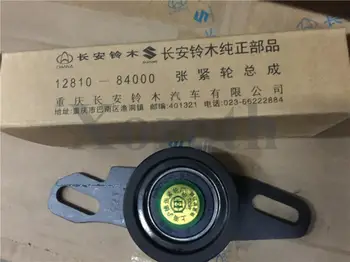 长安铃木 长安铃木纯正部品
CHANA SUZUKI
12810-84000 张紧轮总成
重庆长安铃木汽车有限公司
地址:重庆市巴南区渔洞镇 邮编:401321 电话:023-66222884